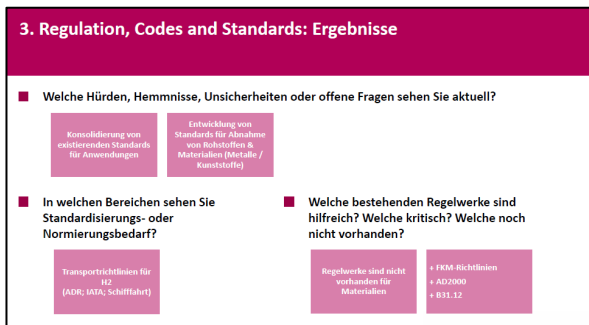 3. Regulation, Codes and Standards: Ergebnisse
Welche Hürden, Hemmnisse, Unsicherheiten oder offene Fragen sehen Sie aktuell?
Konsolidierung von
existierenden Standards
für Anwendungen
Entwicklung von
Standards für Abnahme
von Rohstoffen &
Materialien (Metalle /
Kunststoffe)
In welchen Bereichen sehen Sie
Standardisierungs- oder
Normierungsbedarf?
Transportrichtlinien für
H2
(ADR; IATA; Schifffahrt)
Welche bestehenden Regelwerke sind
hilfreich? Welche kritisch? Welche noch
nicht vorhanden?
Regelwerke sind nicht
vorhanden für
Materialien
+ FKM-Richtlinien
+ AD2000
+ B31.12